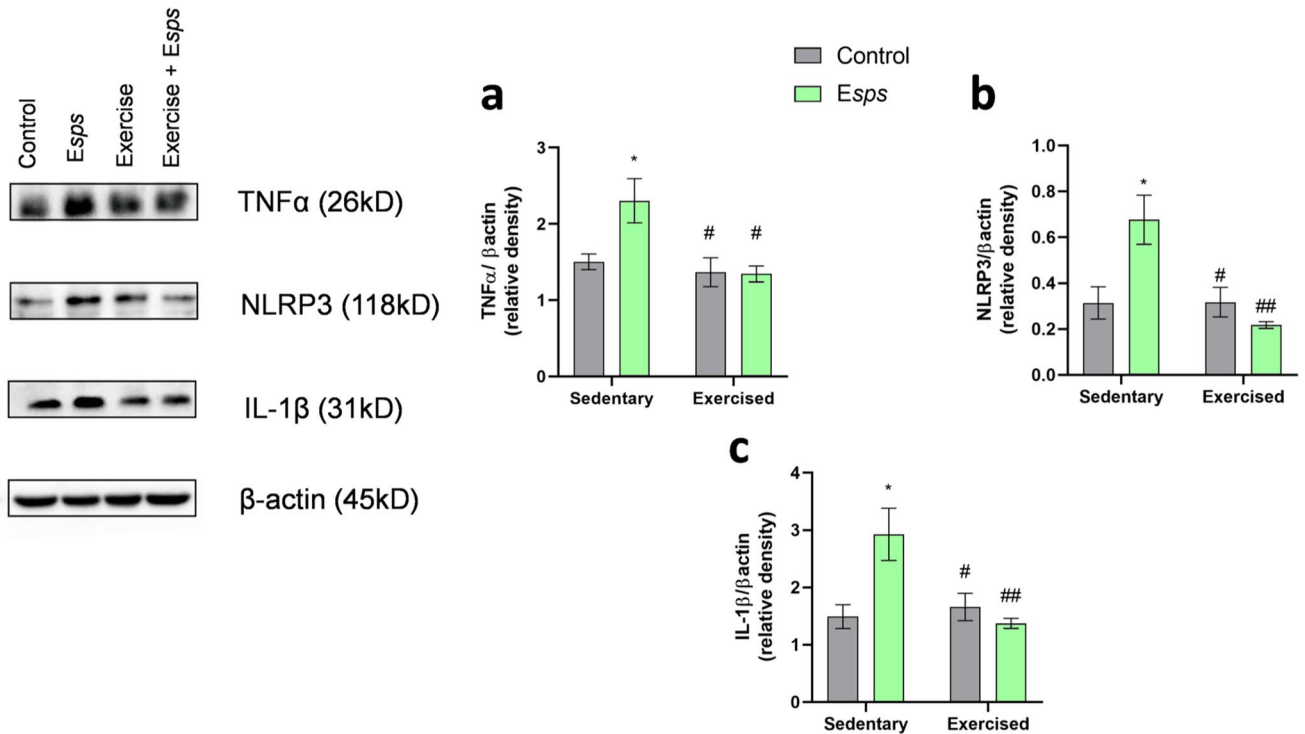 Control
Esps
Exercise
Exercise + Esps
TNFα (26kD)
NLRP3 (118kD)
IL-1β (31kD)
β-actin (45kD)
Control
Esps
a
TNFα/ βactin
(relative density)
3
2
1
0
*
#
#
Sedentary
Exercised
b
NLRP3/βactin
(relative density)
1.0
0.8
0.6
0.4
0.2
0.0
*
#
##
Sedentary
Exercised
c
IL-1β/βactin
(relative density)
4
3
2
1
0
*
#
##
Sedentary
Exercised